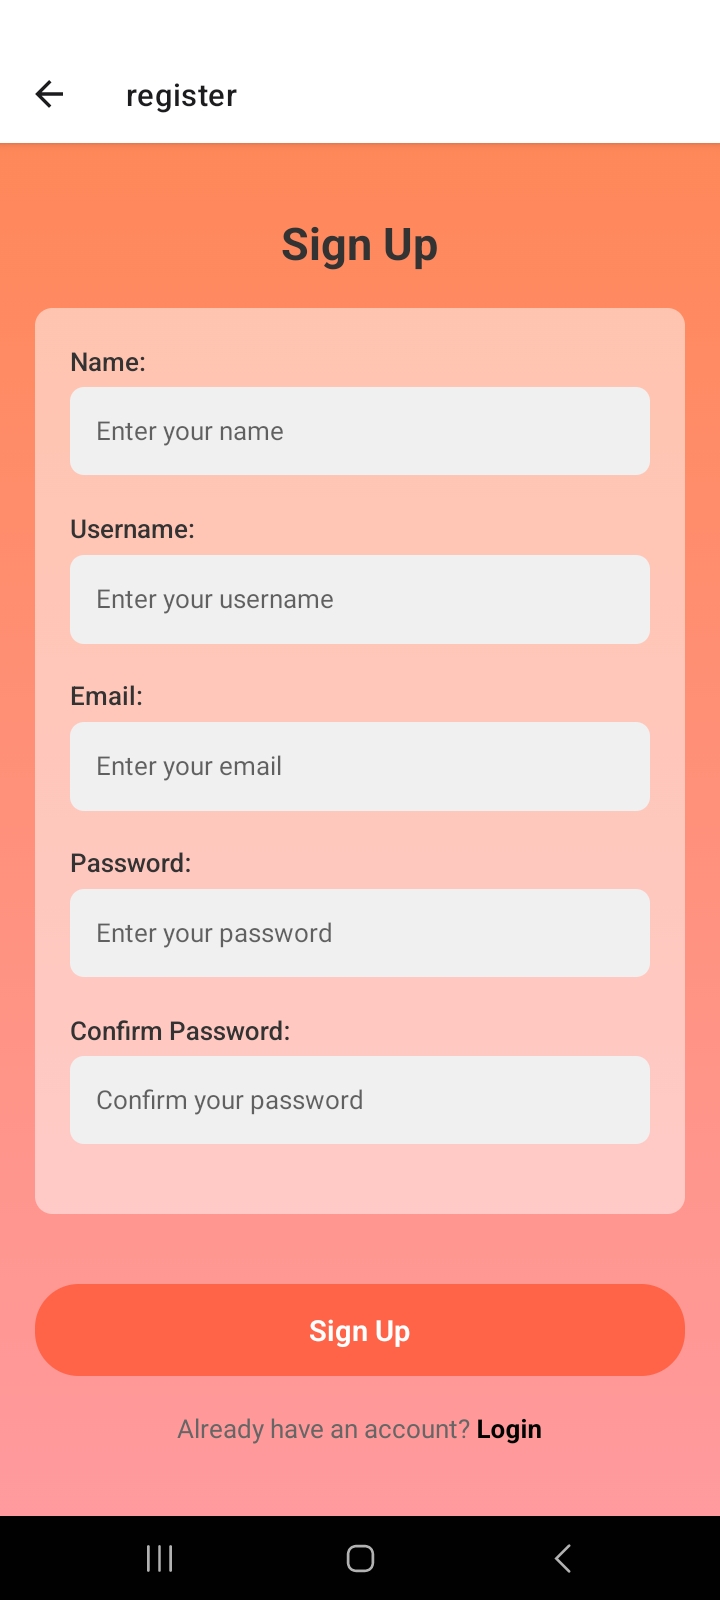 register
Sign Up
Name:
Enter your name
Username:
Enter your username
Email:
Enter your email
Password:
Enter your password
Confirm Password:
Confirm your password
Sign Up
Already have an account? Login